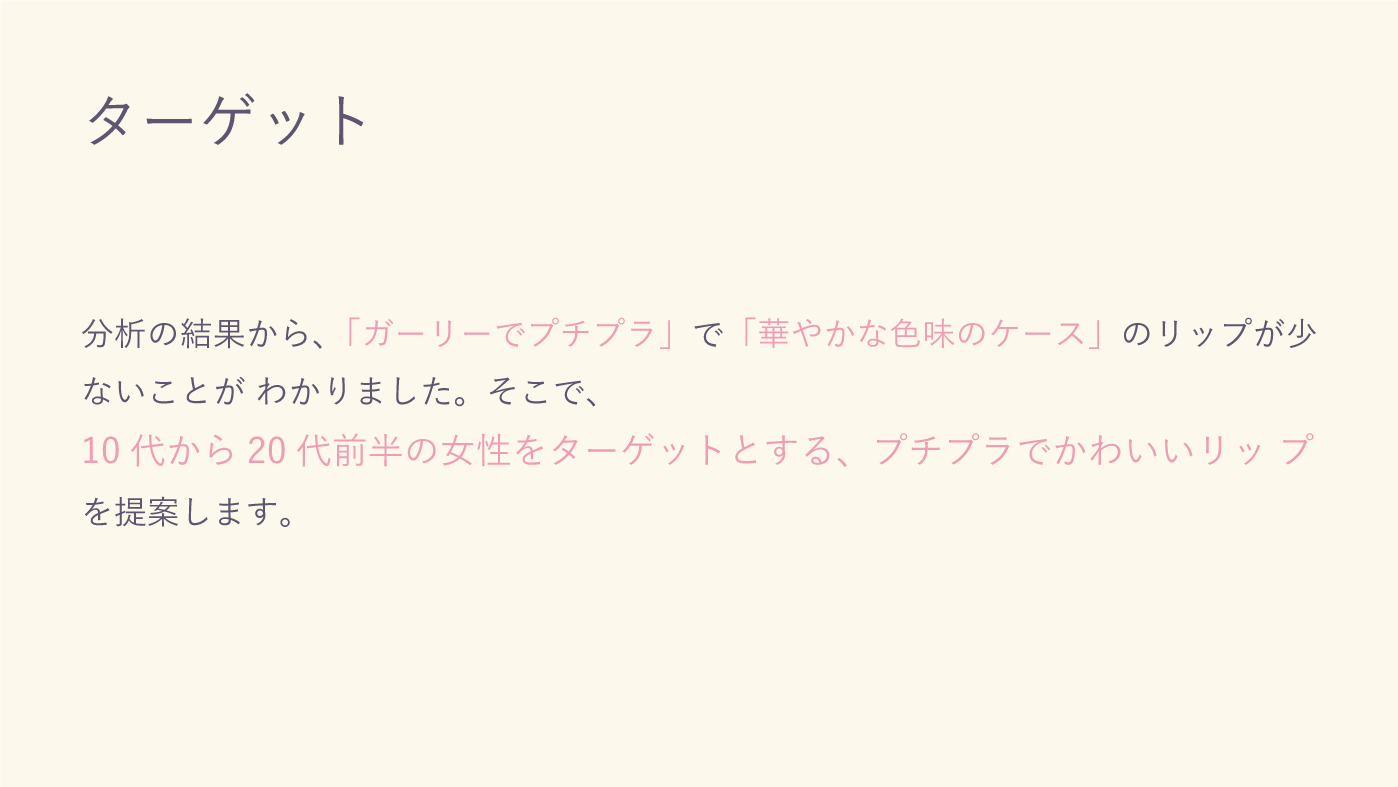 ターゲット
分析の結果から、「ガーリーでプチプラ」で「華やかな色味のケース」のリップが少
ないことが わかりました。そこで、
10 代から 20 代前半の女性をターゲットとする、プチプラでかわいいリッ プ
を提案します。